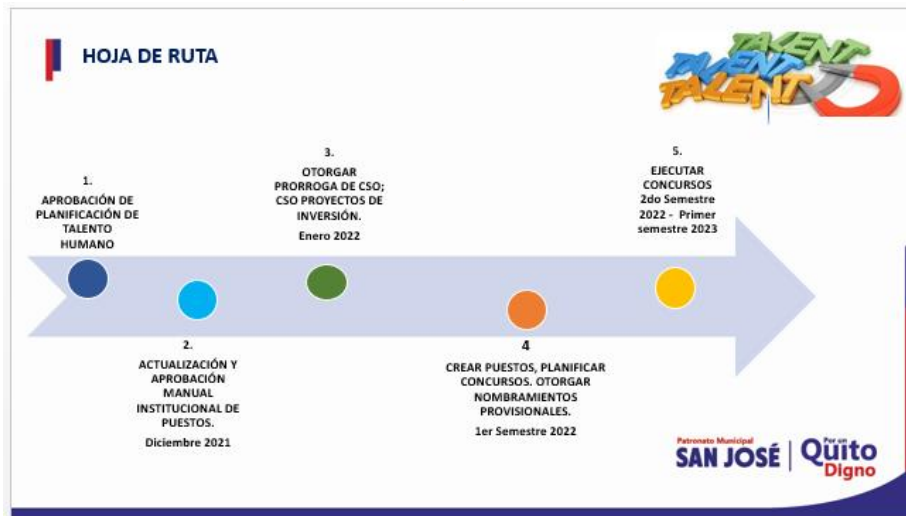 HOJA DE RUTA
TALENT
TALENT
TALENT
1.
APROBACIÓN DE
PLANIFICACIÓN DE
TALENTO
HUMANO
2.
ACTUALIZACIÓN Y
APROBACIÓN
MANUAL
INSTITUCIONAL DE
PUESTOS.
Diciembre 2021
3.
OTORGAR
PRORROGA DE CSO;
CSO PROYECTOS DE
INVERSIÓN.
Enero 2022
4
CREAR PUESTOS, PLANIFICAR
CONCURSOS. OTORGAR
NOMBRAMIENTOS
PROVISIONALES.
1er Semestre 2022
5.
EJECUTAR
CONCURSOS
2do Semestre
2022 - Primer
semestre 2023
Patronato Municipal
SAN JOSÉ
Por un
Quito
Digno